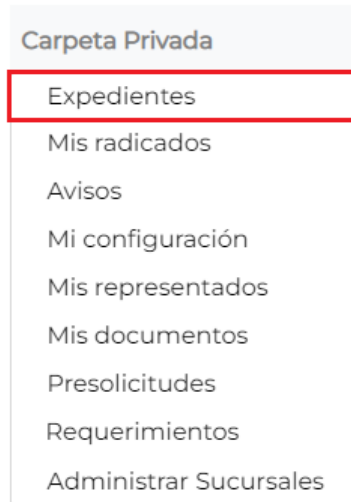 Carpeta Privada
Expedientes
Mis radicados
Avisos
Mi configuración
Mis representados
Mis documentos
Presolicitudes
Requerimientos
Administrar Sucursales